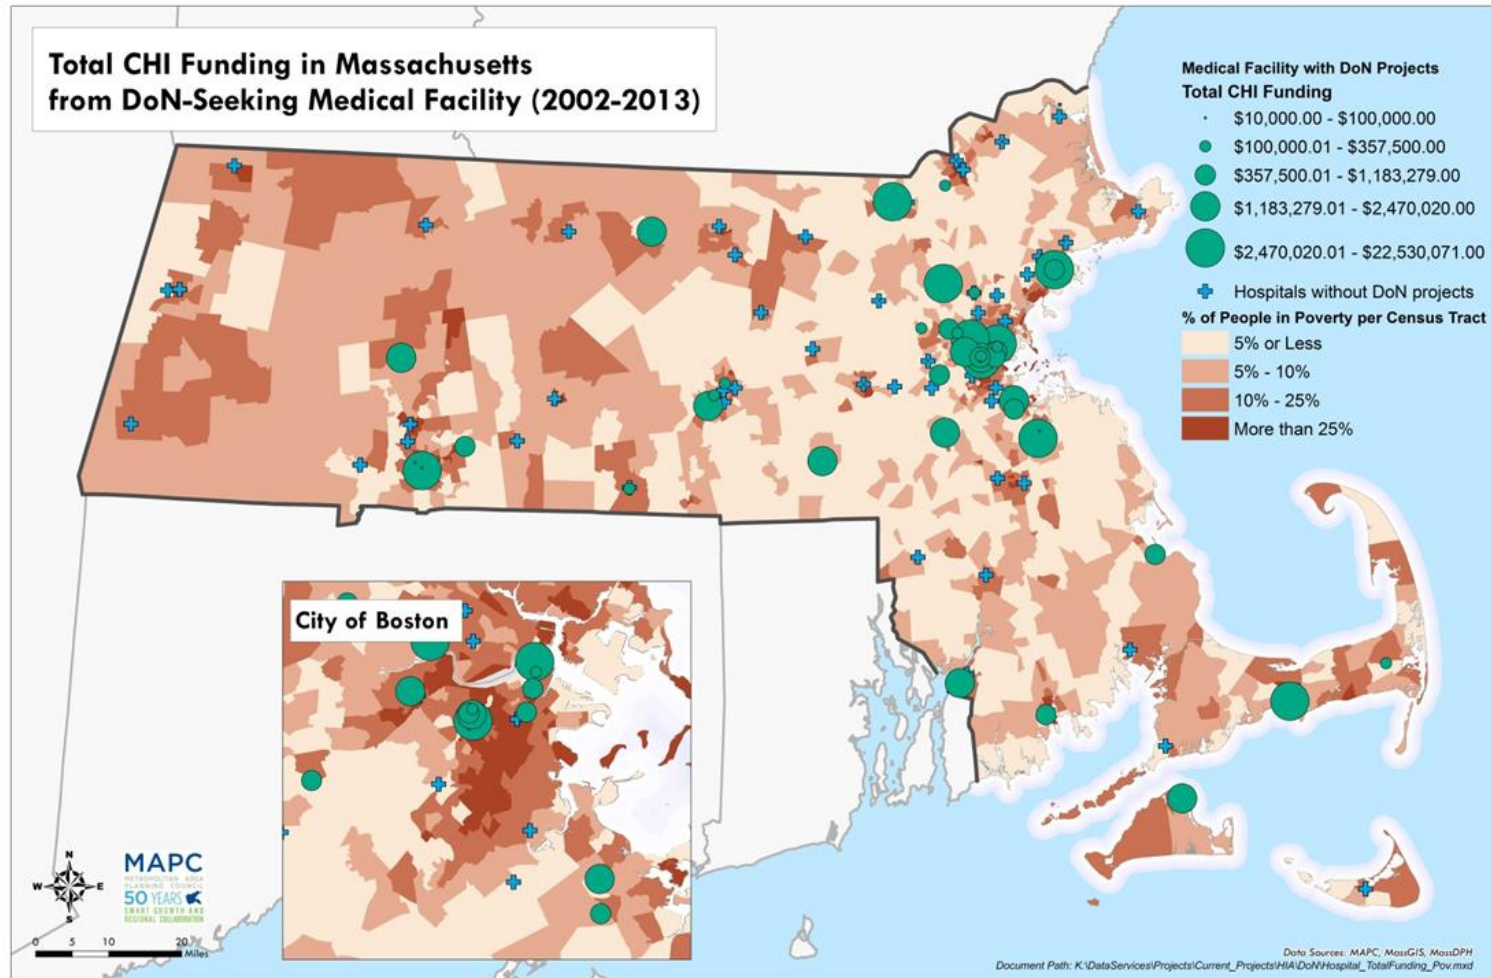 Total CHI Funding in Massachusetts
from DoN-Seeking Medical Facility (2002-2013)
Medical Facility with DoN Projects
Total CHI Funding
$10,000.00 - $100,000.00
$100,000.01 - $357,500.00
$357,500.01 - $1,183,279.00
$1,183,279.01 - $2,470,020.00
$2,470,020.01 - $22,530,071.00
Hospitals without DoN projects
% of People in Poverty per Census Tract
5% or Less
5% - 10%
10% - 25%
More than 25%
City of Boston
N
W E
S
MAPC
METROPOLITAN AREA
PLANNING COUNCIL
50 YEARS
SMART GROWTH AND
REGIONAL COLLABORATION
0 5 10 20
Miles
Data Sources: MAPC, MassGIS, MassDPH
Document Path: K:\DataServices\Projects\Current_Projects\HIA\DoN\Hospital_TotalFunding_Pov.mxd